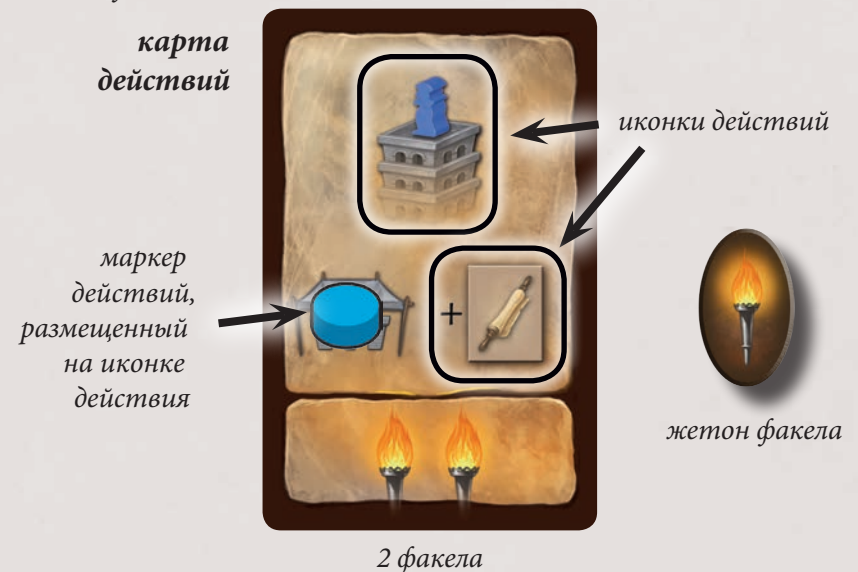 карта
действий
иконки действий
маркер
действий,
размещенный
на иконке
действия
+
жетон факела
2 факела